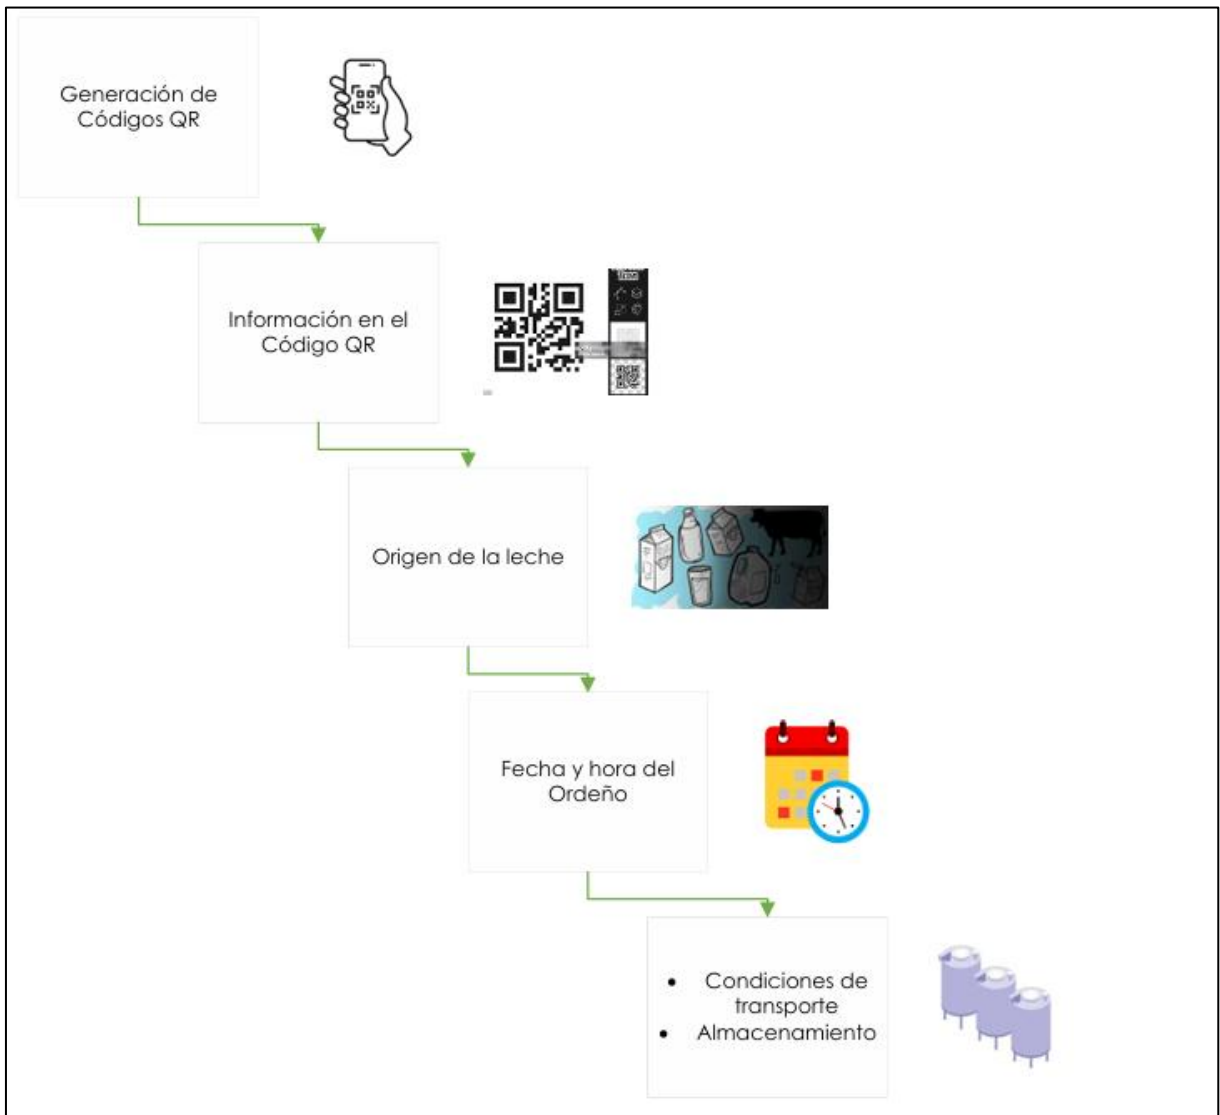 Generación de
Códigos QR
Información en el
Código QR
Origen de la leche
Fecha y hora del
Ordeño
• Condiciones de
transporte
• Almacenamiento